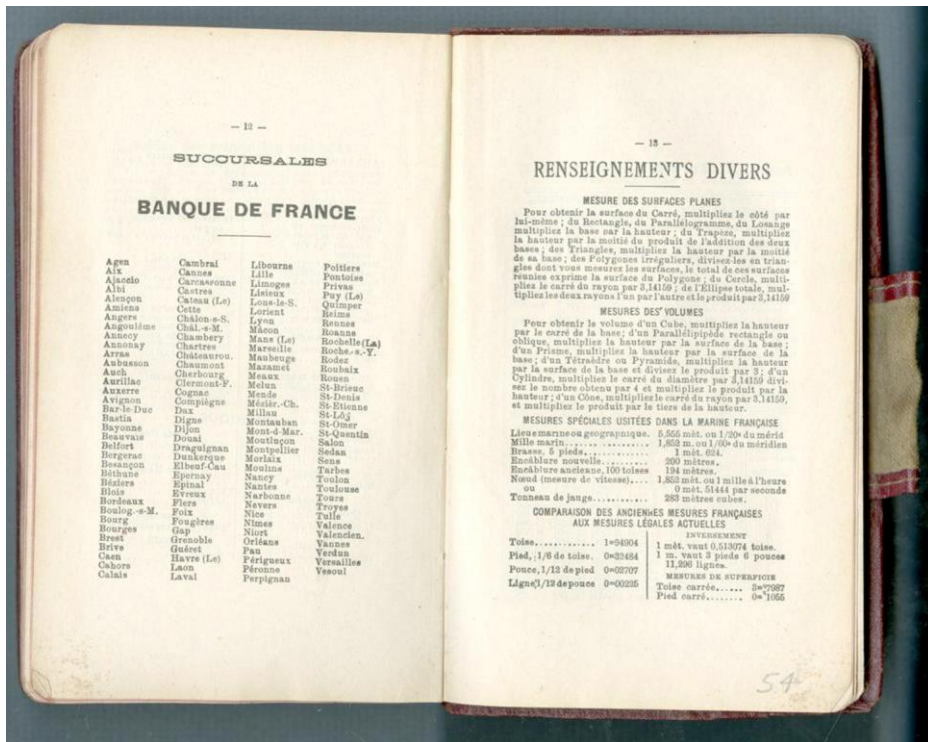 — 12 —
SUCCURSALES
DE LA
BANQUE DE FRANCE
Agen
Aix
Ajaccio
Albi
Alençon
Amiens
Angers
Angoulême
Annecy
Annonay
Arras
Aubusson
Auch
Aurillac
Auxerre
Avignon
Bar-le-Duc
Bastia
Bayonne
Beauvais
Belfort
Bergerac
Besançon
Béthune
Béziers
Blois
Bordeaux
Boulog.-s-M.
Bourg
Bourges
Brest
Brive
Caen
Cahors
Calais
Cambrai
Cannes
Carcassonne
Castres
Cateau (Le)
Cette
Châlon-s-S.
Châl.-s-M.
Chambery
Chartres
Châteaurou.
Chaumont
Cherbourg
Clermont-F.
Cognac
Compiègne
Dax
Digne
Dijon
Douai
Draguignan
Dunkerque
Elbeuf-Cau
Epernay
Epinal
Evreux
Flers
Foix
Fougères
Gap
Grenoble
Guéret
Havre (Le)
Laon
Laval
Libourne
Lille
Limoges
Lisieux
Lons-le-S.
Lorient
Lyon
Mâcon
Mans (Le)
Marseille
Maubeuge
Mazamet
Meaux
Melun
Mende
Mézièr.-Ch.
Millau
Montauban
Mont-d-Mar.
Montluçon
Montpellier
Morlaix
Moulins
Nancy
Nantes
Narbonne
Nevers
Nice
Nîmes
Niort
Orléans
Pau
Périgueux
Péronne
Perpignan
Poitiers
Pontoise
Privas
Puy (Le)
Quimper
Reims
Rennes
Roanne
Rochelle (La)
Roche.-s.-Y.
Rodez
Roubaix
Rouen
St-Brieuc
St-Denis
St-Etienne
St-Lô
St-Omer
St-Quentin
Salon
Sedan
Sens
Tarbes
Toulon
Toulouse
Tours
Troyes
Tulle
Valence
Valencien.
Vannes
Verdun
Versailles
Vesoul
— 13 —
RENSEIGNEMENTS DIVERS
MESURE DES SURFACES PLANES
Pour obtenir la surface du Carré, multipliez le côté par
lui-même ; du Rectangle, du Parallélogramme, du Losange
multipliez la base par la hauteur ; du Trapèze, multipliez
la hauteur par la moitié du produit de l'addition des deux
bases ; des Triangles, multipliez la hauteur par la moitié
de sa base ; des Polygones irréguliers, divisez-les en trian-
gles dont vous mesurez les surfaces, le total de ces surfaces
réunies exprime la surface du Polygone ; du Cercle, multi-
pliez le carré du rayon par 3,14159 ; de l'Ellipse totale, mul-
tipliez les deux rayons l'un par l'autre et le produit par 3,14159
MESURES DES VOLUMES
Pour obtenir le volume d'un Cube, multipliez la hauteur
par le carré de la base ; d'un Parallélipipède rectangle ou
oblique, multipliez la hauteur par la surface de la base ;
d'un Prisme, multipliez la hauteur par la surface de la
base ; d'un Tétraèdre ou Pyramide, multipliez la hauteur
par la surface de la base et divisez le produit par 3 ; d'un
Cylindre, multipliez le carré du diamètre par 3,14159 divi-
sez le nombre obtenu par 4 et multipliez le produit par la
hauteur ; d'un Cône, multipliez le carré du rayon par 3,14159,
et multipliez le produit par le tiers de la hauteur.
MESURES SPÉCIALES USITÉES DANS LA MARINE FRANÇAISE
Lieue marine ou geographique. 5,555 mèt. ou 1/20e du mérid
Mille marin.................. 1,852 m. ou 1/60e du méridien
Brasse, 5 pieds.......... 1 mèt. 624.
Encâblure nouvelle.......... 200 mètres.
Encâblure ancienne, 100 toises 194 mètres.
Nœud (mesure de vitesse).... 1,852 mèt. ou 1 mille à l'heure
ou 0 mèt. 51444 par seconde
Tonneau de jauge............ 283 mètres cubes.
COMPARAISON DES ANCIENNES MESURES FRANÇAISES
AUX MESURES LÉGALES ACTUELLES
Toise............. 1m94904
Pied, 1/6 de toise. 0m32484
Pouce, 1/12 de pied 0m02707
Ligne, 1/12 de pouce 0m00225
INVERSEMENT
1 mèt. vaut 0,513074 toise.
1 m. vaut 3 pieds 6 pouces
11,296 lignes.
MESURES DE SUPERFICIE
Toise carrée...... 3m27987
Pied carré........ 0m21055
54